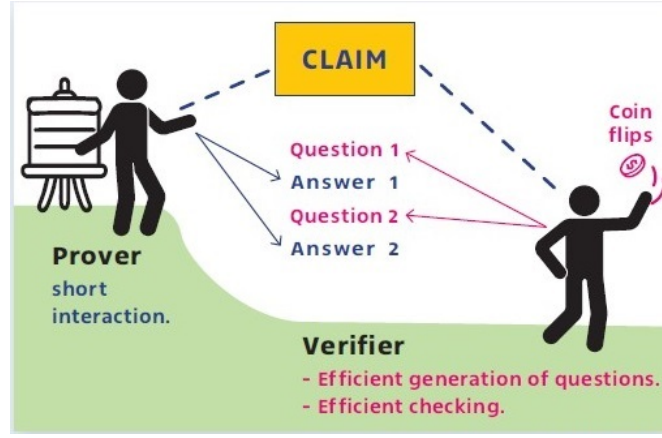 CLAIM
Coin
flips
Question 1
Answer 1
Question 2
Answer 2
Prover
short
interaction.
Verifier
- Efficient generation of questions.
- Efficient checking.
$